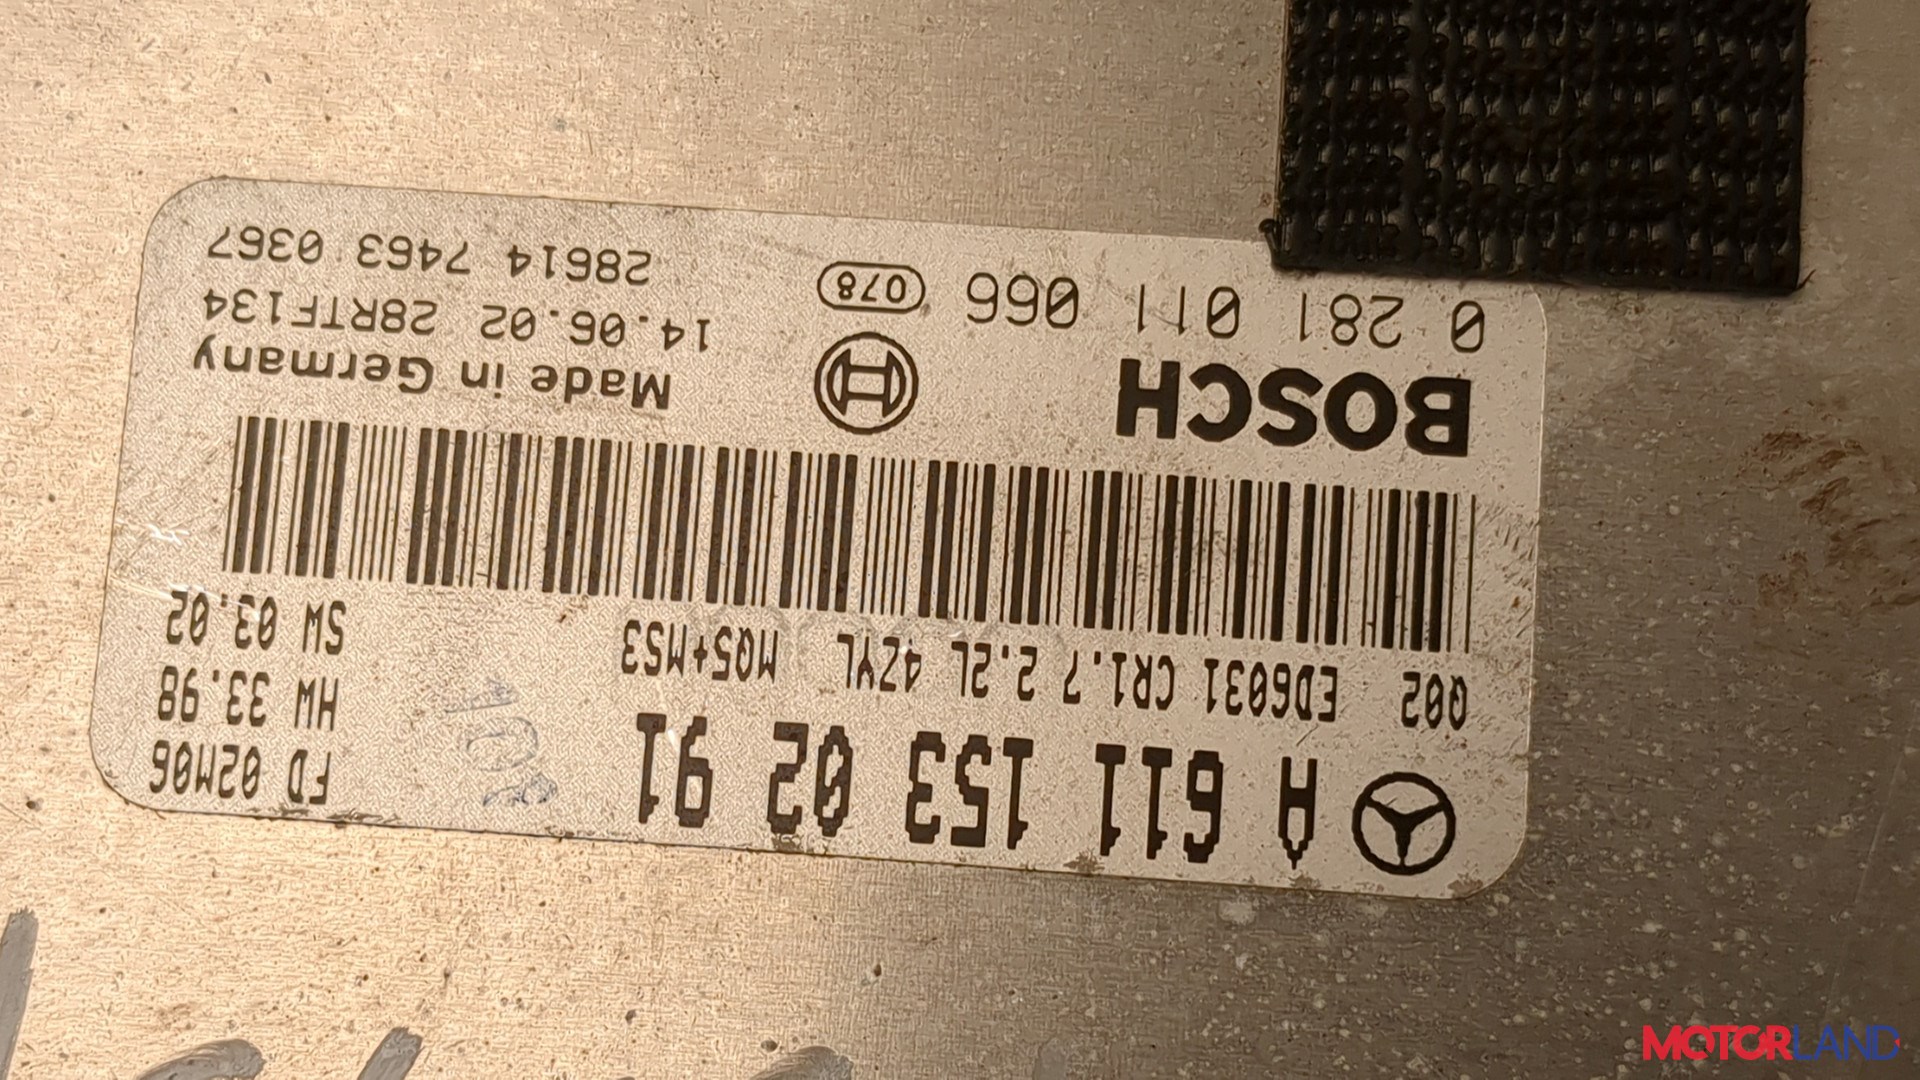 A 611 153 02 91
FD 02M06
HW 33.98
SW 03.02
Q02 ED6031 CR1.7 2.2L 4ZYL MQ5+MS3
BOSCH
Made in Germany
0 281 011 066
078
14.06.02 28RTF134
28614 7463 0367
MOTORLAND